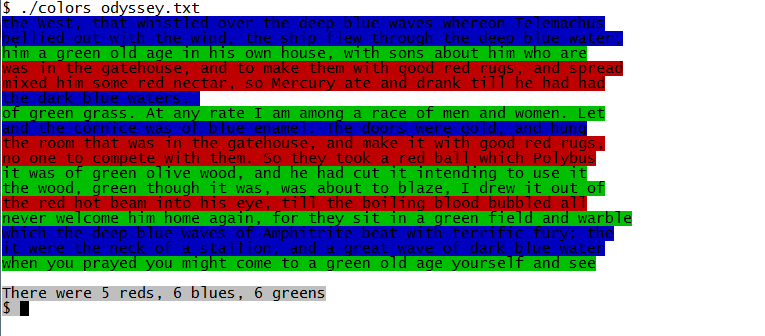 $ ./colors odyssey.txt
the West, that whistled over the deep blue waves whereon Telemachus
bellied out with the wind, the ship flew through the deep blue water,
him a green old age in his own house, with sons about him who are
was in the gatehouse, and to make them with good red rugs, and spread
mixed him some red nectar, so Mercury ate and drank till he had had
the dark blue waters.
of green grass. At any rate I am among a race of men and women. Let
and the cornice was of blue enamel. The doors were gold, and hung
the room that was in the gatehouse, and make it with good red rugs,
no one to compete with them. So they took a red ball which Polybus
it was of green olive wood, and he had cut it intending to use it
the wood, green though it was, was about to blaze, I drew it out of
the red hot beam into his eye, till the boiling blood bubbled all
never welcome him home again, for they sit in a green field and warble
which the deep blue waves of Amphitrite beat with terrific fury; the
it were the neck of a stallion, and a great wave of dark blue water
when you prayed you might come to a green old age yourself and see
There were 5 reds, 6 blues, 6 greens
$